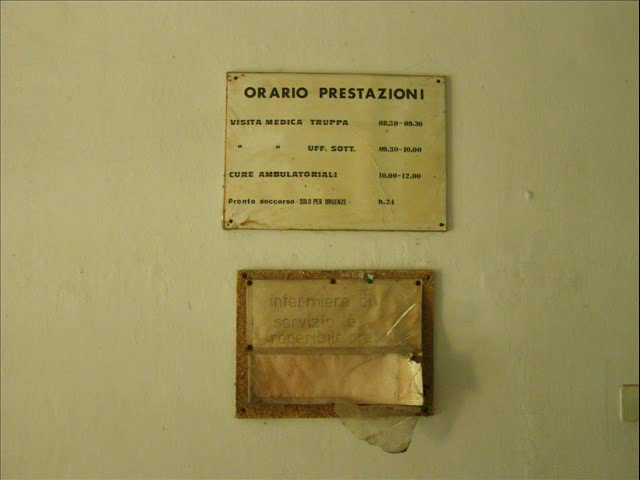 ORARIO PRESTAZIONI
VISITA MEDICA TRUPPA 08.30-09.30
" " UFF. SOTT. 09.30-10.00
CURE AMBULATORIALI 10.00-12.00
Pronto soccorso - SOLO PER URGENZE - h.24
infermiere di
servizio è